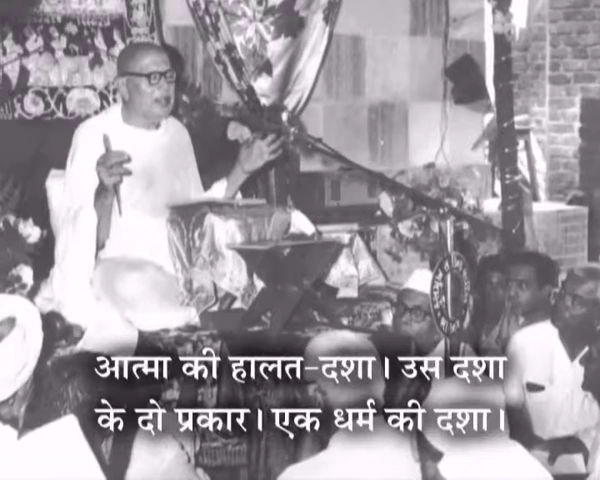 आत्मा की हालत-दशा। उस दशा
के दो प्रकार। एक धर्म की दशा।